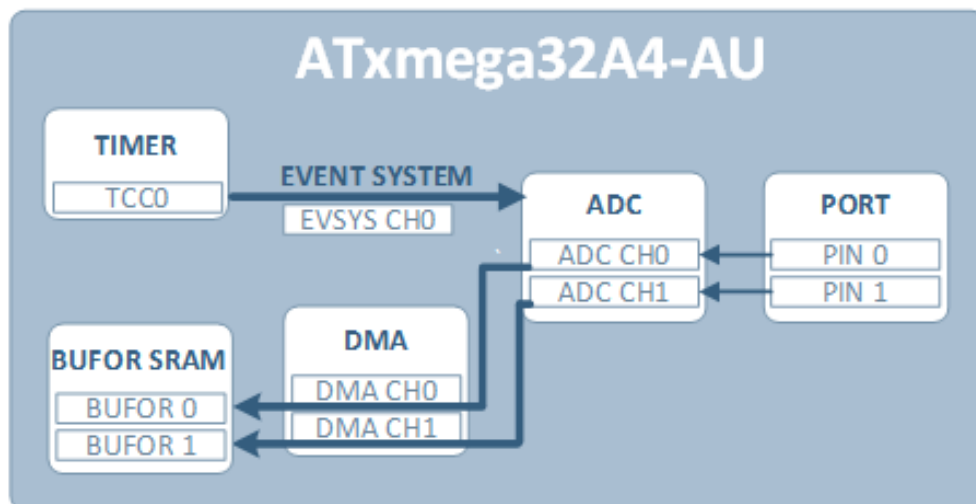 ATxmega32A4-AU
TIMER
TCC0
EVENT SYSTEM
EVSYS CH0
ADC
ADC CH0
ADC CH1
PORT
PIN 0
PIN 1
BUFOR SRAM
BUFOR 0
BUFOR 1
DMA
DMA CH0
DMA CH1